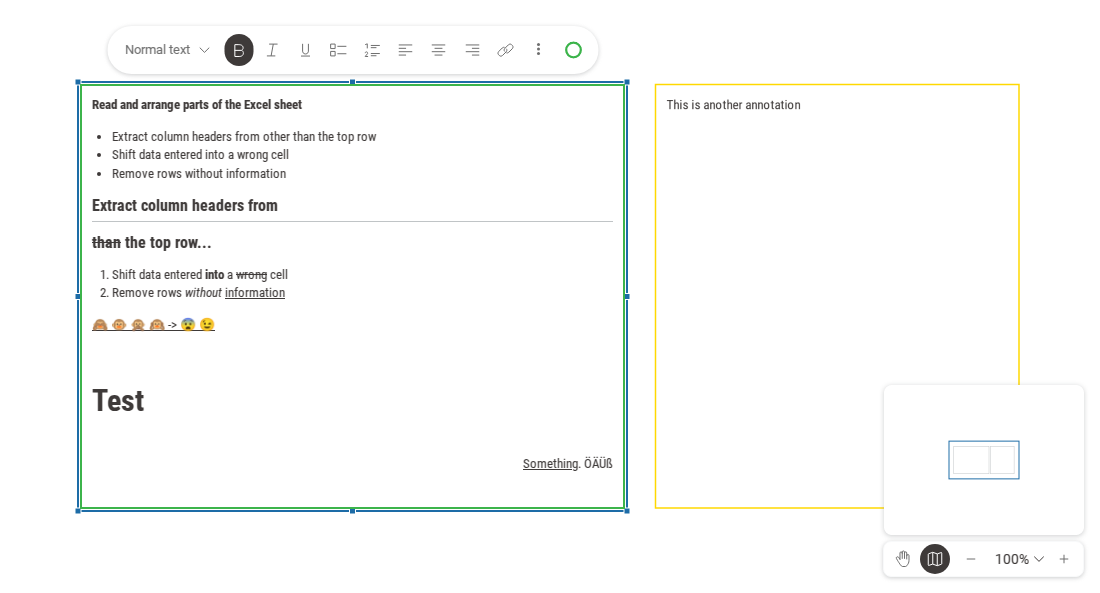 Normal text
Read and arrange parts of the Excel sheet
• Extract column headers from other than the top row
• Shift data entered into a wrong cell
• Remove rows without information
Extract column headers from
than the top row...
1. Shift data entered into a wrong cell
2. Remove rows without information
🙈 🐵 🙊 🙉 -> 😨 😉
Test
Something. ÖÄÜß
This is another annotation
100%